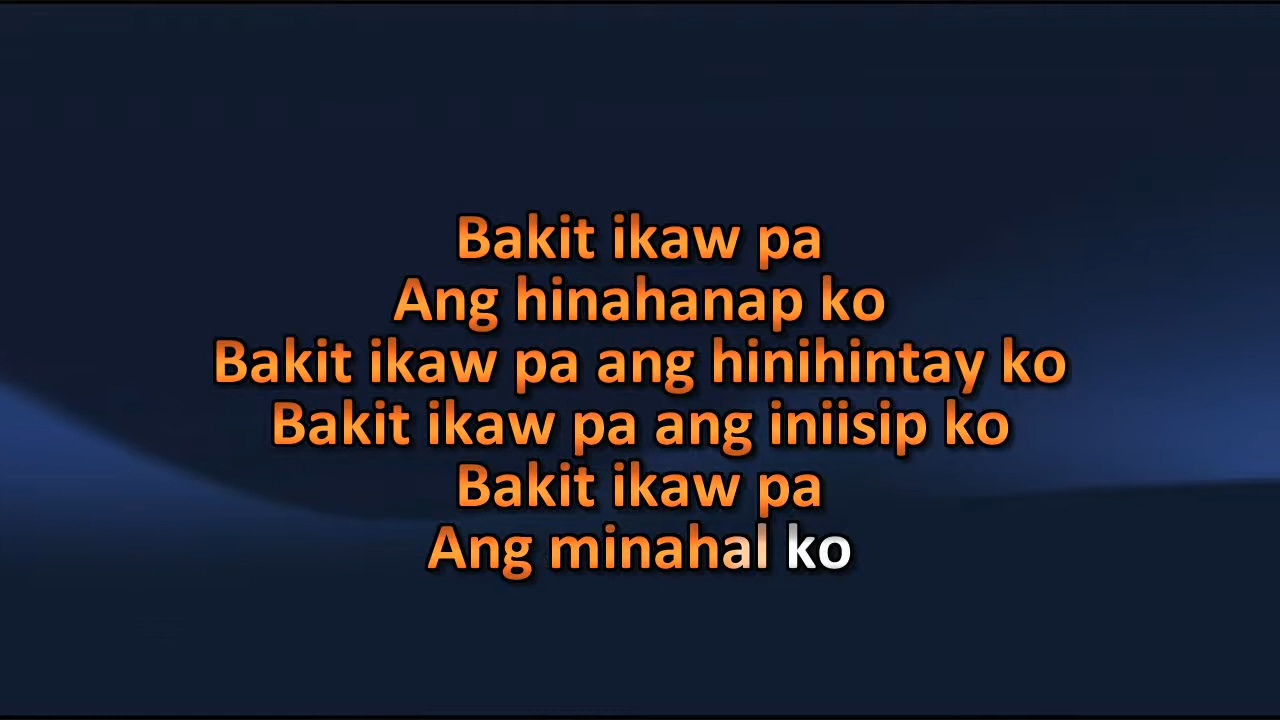 Bakit ikaw pa
Ang hinahanap ko
Bakit ikaw pa ang hinihintay ko
Bakit ikaw pa ang iniisip ko
Bakit ikaw pa
Ang minahal ko